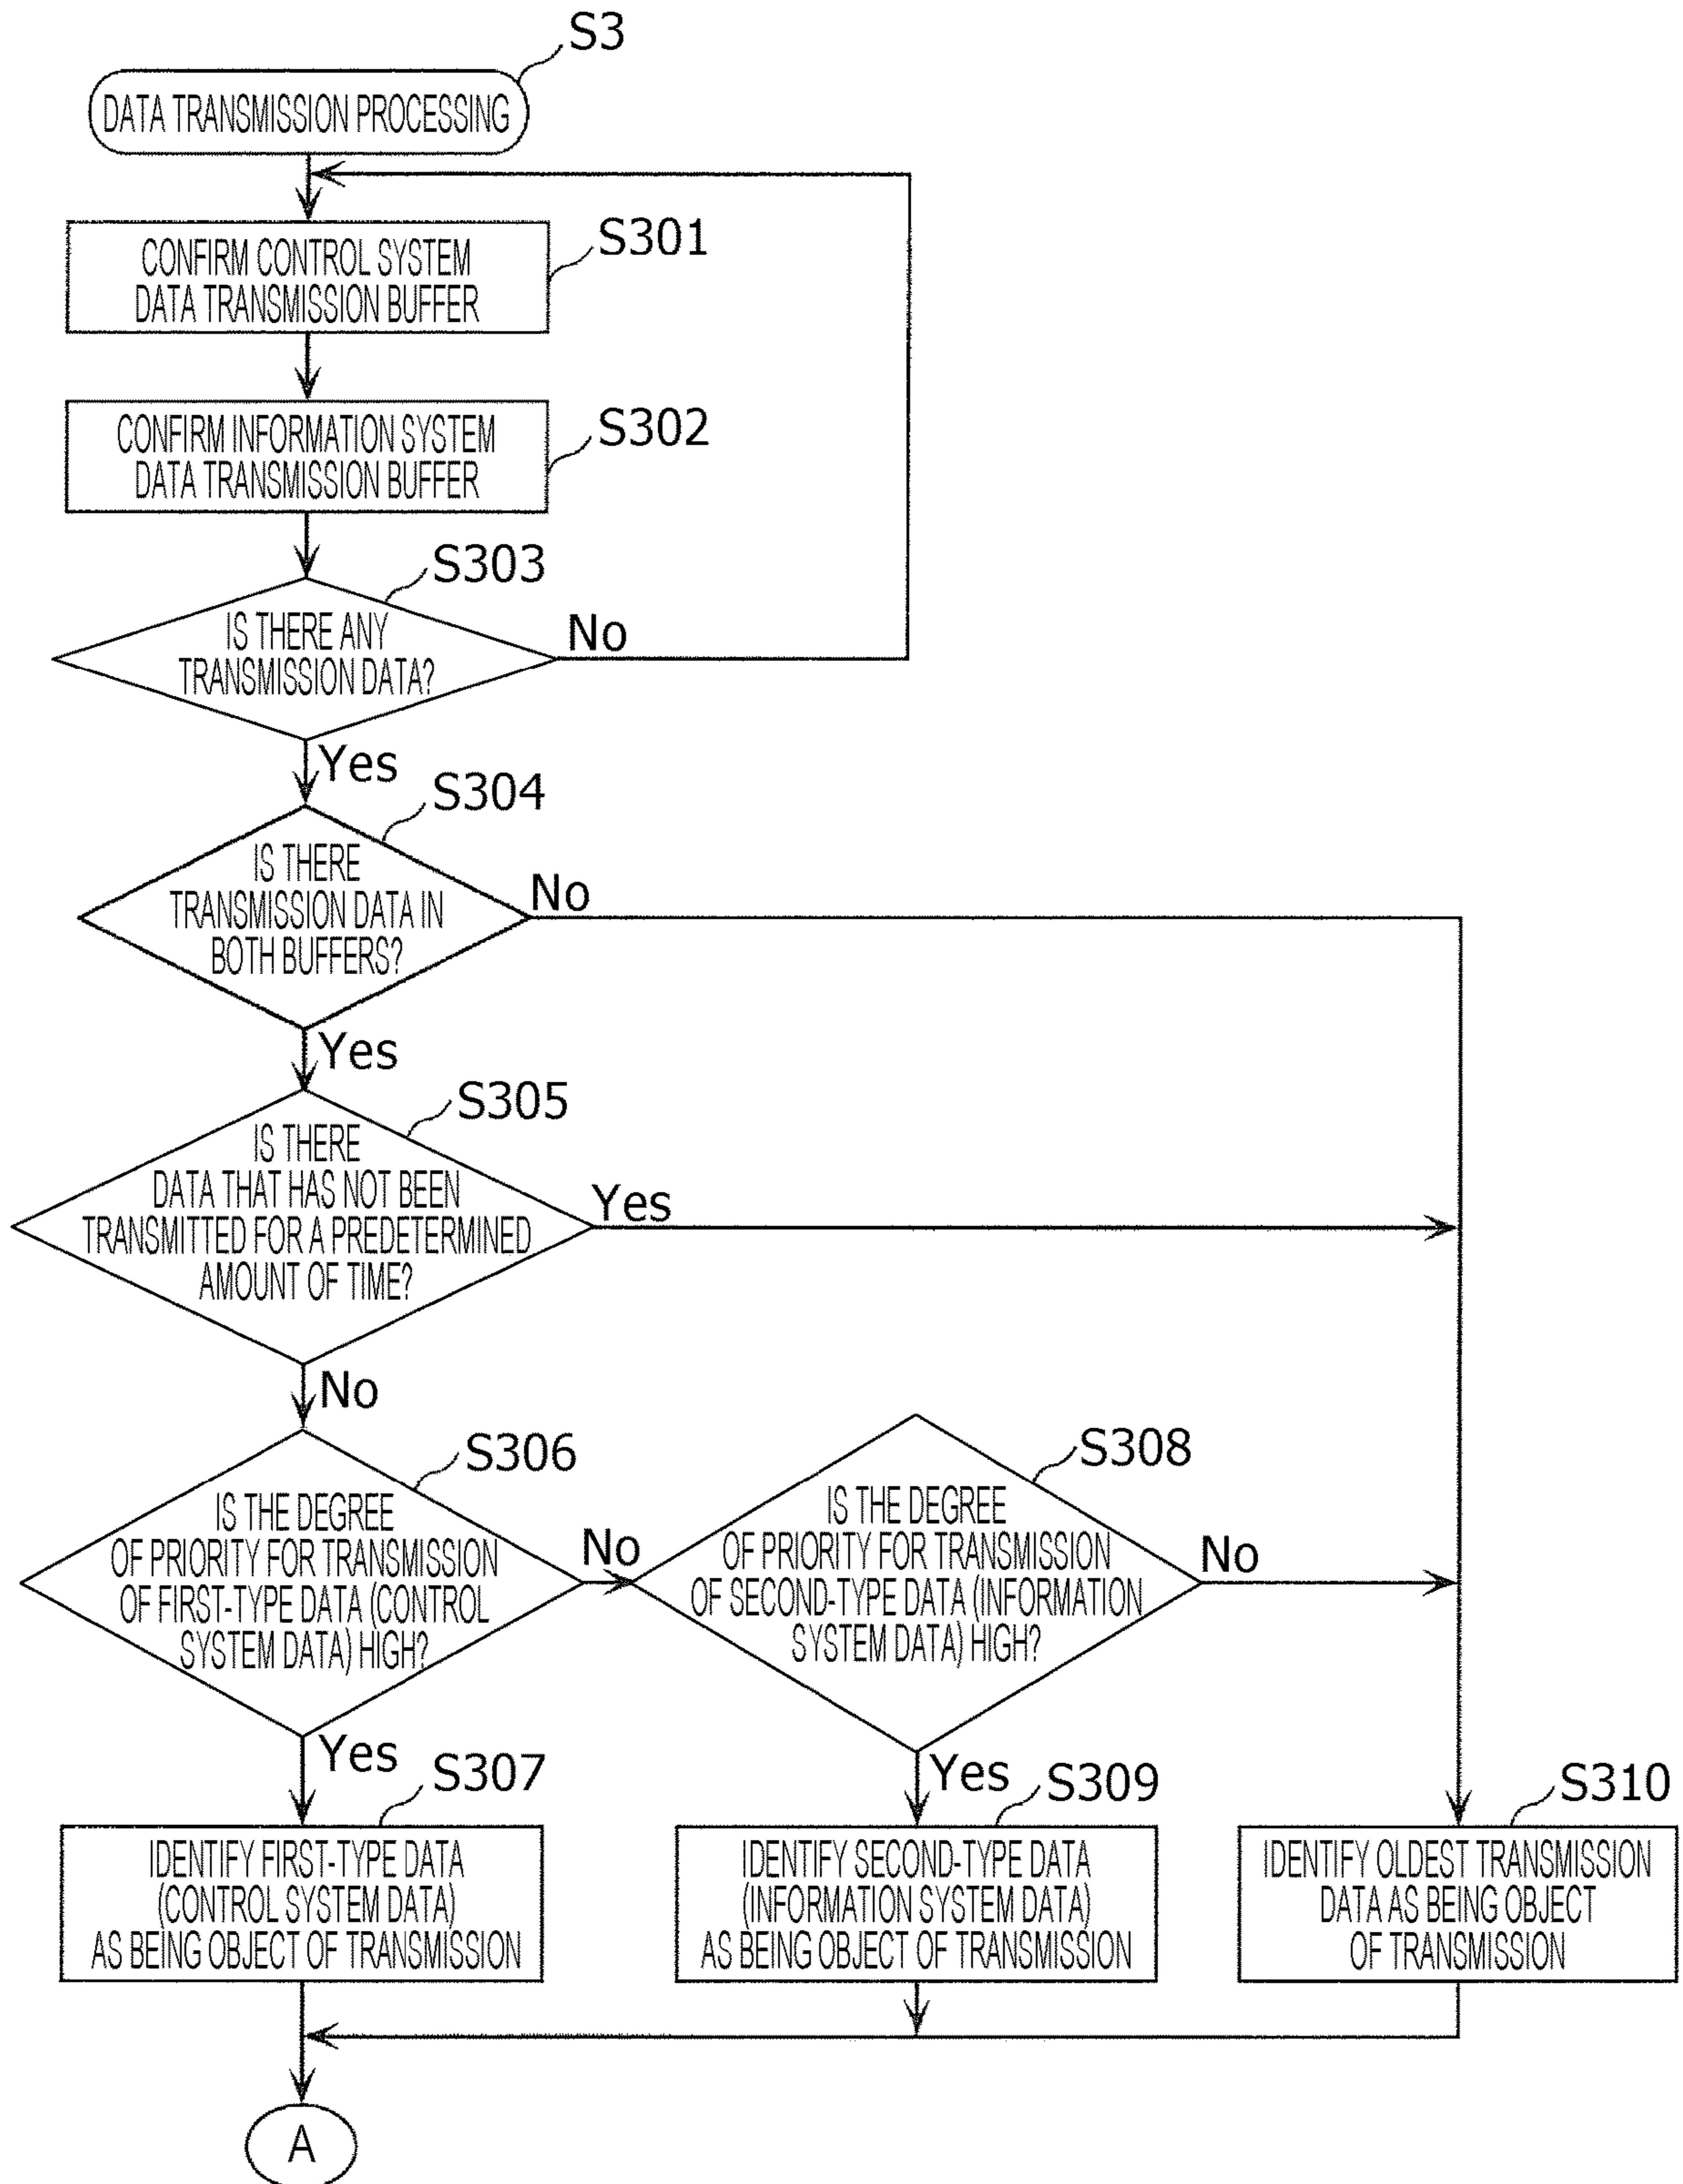 S3
DATA TRANSMISSION PROCESSING
S301
CONFIRM CONTROL SYSTEM
DATA TRANSMISSION BUFFER
S302
CONFIRM INFORMATION SYSTEM
DATA TRANSMISSION BUFFER
S303
IS THERE ANY
TRANSMISSION DATA?
No
Yes
S304
IS THERE
TRANSMISSION DATA IN
BOTH BUFFERS?
No
Yes
S305
IS THERE
DATA THAT HAS NOT BEEN
TRANSMITTED FOR A PREDETERMINED
AMOUNT OF TIME?
Yes
No
S306
IS THE DEGREE
OF PRIORITY FOR TRANSMISSION
OF FIRST-TYPE DATA (CONTROL
SYSTEM DATA) HIGH?
No
Yes
S308
IS THE DEGREE
OF PRIORITY FOR TRANSMISSION
OF SECOND-TYPE DATA (INFORMATION
SYSTEM DATA) HIGH?
No
Yes
S307
IDENTIFY FIRST-TYPE DATA
(CONTROL SYSTEM DATA)
AS BEING OBJECT OF TRANSMISSION
S309
IDENTIFY SECOND-TYPE DATA
(INFORMATION SYSTEM DATA)
AS BEING OBJECT OF TRANSMISSION
S310
IDENTIFY OLDEST TRANSMISSION
DATA AS BEING OBJECT
OF TRANSMISSION
A